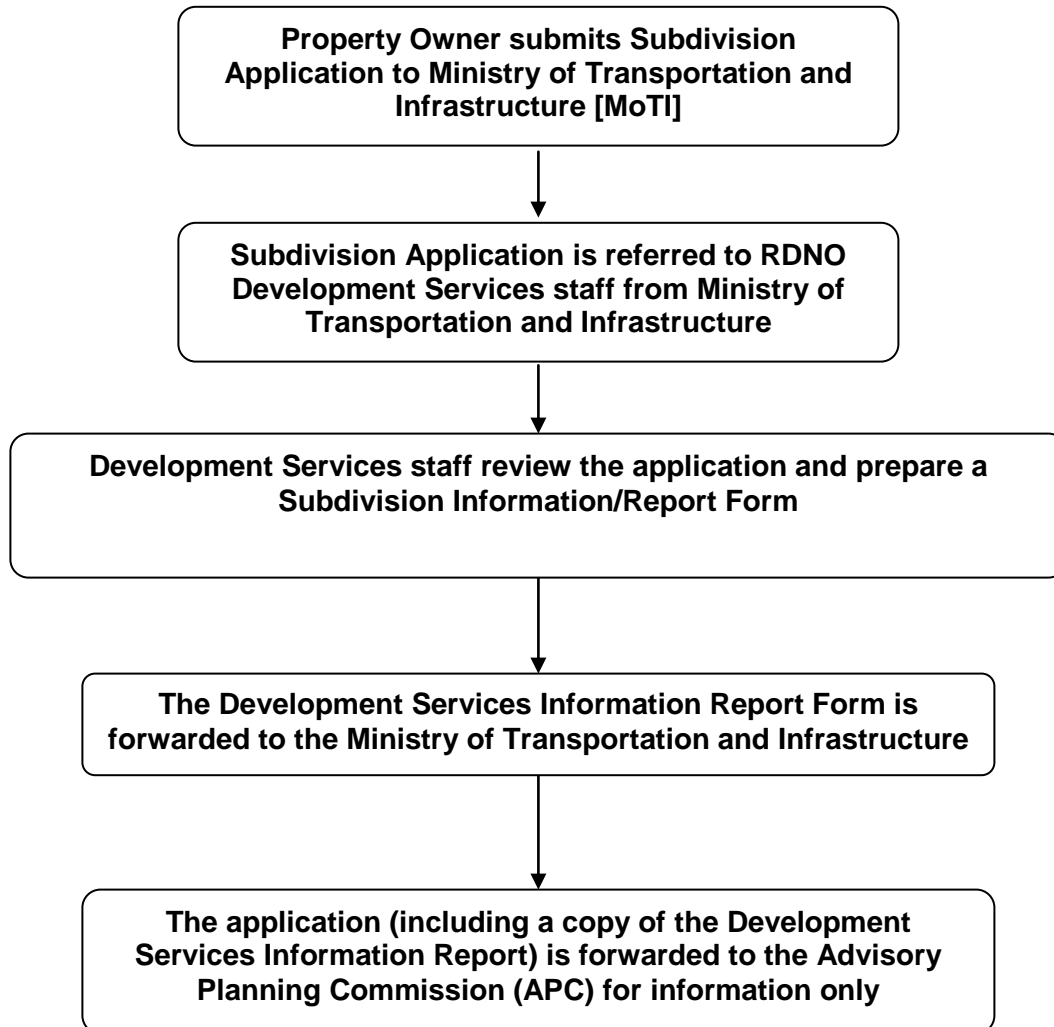 Property Owner submits Subdivision
Application to Ministry of Transportation and
Infrastructure [MoTI]
Subdivision Application is referred to RDNO
Development Services staff from Ministry of
Transportation and Infrastructure
Development Services staff review the application and prepare a
Subdivision Information/Report Form
The Development Services Information Report Form is
forwarded to the Ministry of Transportation and Infrastructure
The application (including a copy of the Development
Services Information Report) is forwarded to the Advisory
Planning Commission (APC) for information only